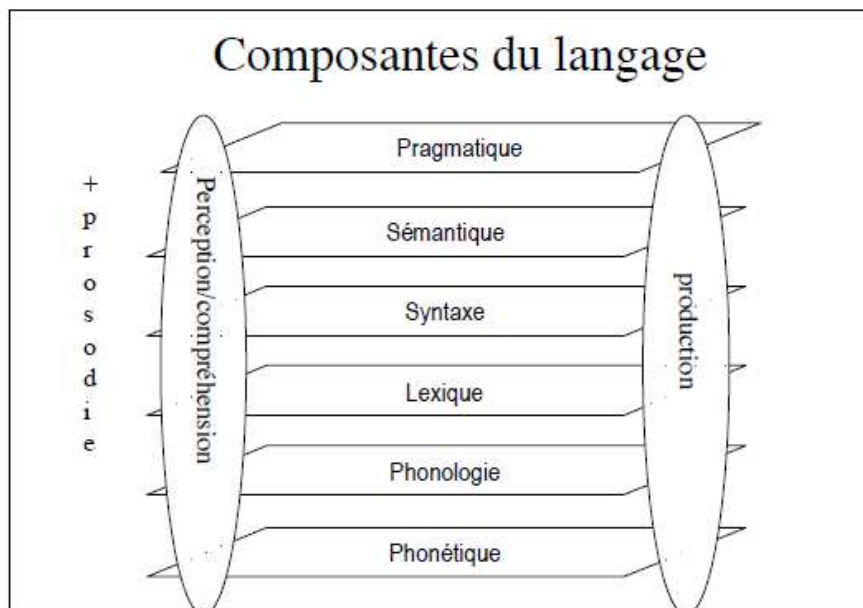 Composantes du langage
+prosodie
Perception/compréhension
Pragmatique
Sémantique
Syntaxe
Lexique
Phonologie
Phonétique
production